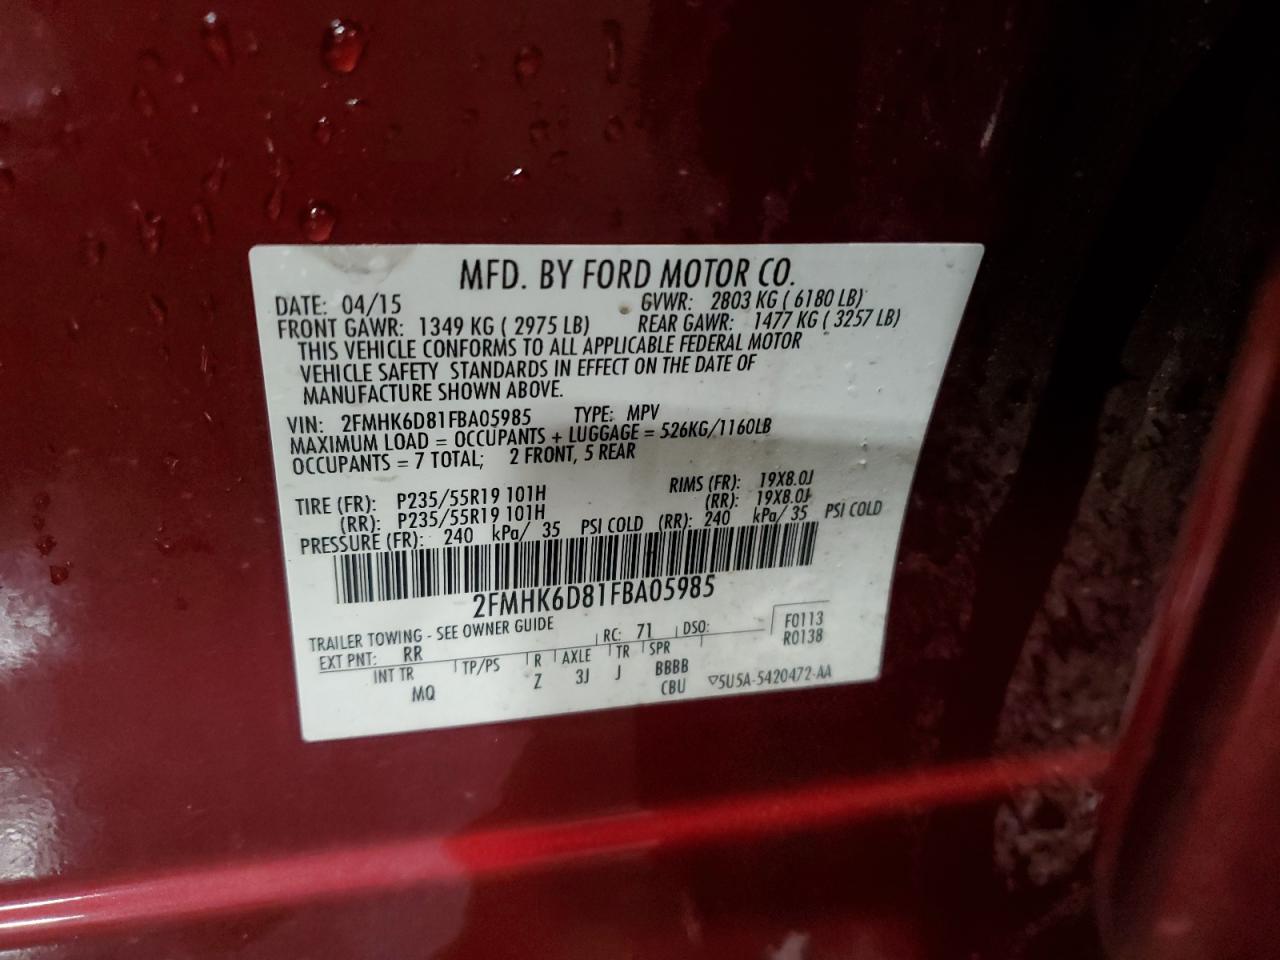 MFD. BY FORD MOTOR CO.
DATE: 04/15 GVWR: 2803 KG ( 6180 LB)
FRONT GAWR: 1349 KG ( 2975 LB) REAR GAWR: 1477 KG ( 3257 LB)
THIS VEHICLE CONFORMS TO ALL APPLICABLE FEDERAL MOTOR
VEHICLE SAFETY STANDARDS IN EFFECT ON THE DATE OF
MANUFACTURE SHOWN ABOVE.
VIN: 2FMHK6D81FBA05985 TYPE: MPV
MAXIMUM LOAD = OCCUPANTS + LUGGAGE = 526KG/1160LB
OCCUPANTS = 7 TOTAL; 2 FRONT, 5 REAR
TIRE (FR): P235/55R19 101H RIMS (FR): 19X8.0J
(RR): P235/55R19 101H (RR): 19X8.0J
PRESSURE (FR): 240 kPa/ 35 PSI COLD (RR): 240 kPa/ 35 PSI COLD
2FMHK6D81FBA05985
TRAILER TOWING - SEE OWNER GUIDE
EXT PNT: RR RC: 71 DSO: F0113
R0138
INT TR TP/PS R AXLE TR SPR
MQ Z 3J J BBBB
CBU ▽5U5A-5420472-AA